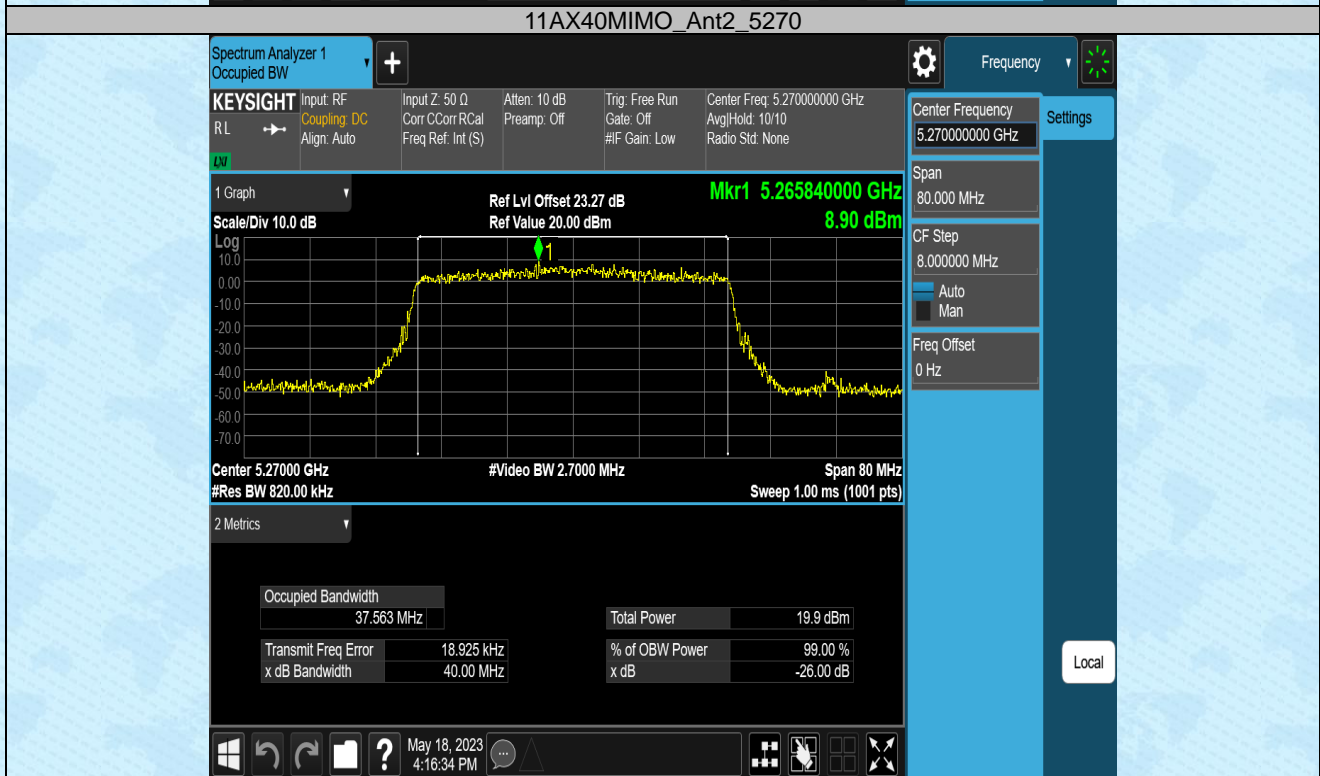 11AX40MIMO_Ant2_5270
Spectrum Analyzer 1
Occupied BW
+
Frequency
KEYSIGHT
RL
LXI
Input: RF
Coupling: DC
Align: Auto
Input Z: 50 Ω
Corr CCorr RCal
Freq Ref: Int (S)
Atten: 10 dB
Preamp: Off
Trig: Free Run
Gate: Off
#IF Gain: Low
Center Freq: 5.270000000 GHz
Avg|Hold: 10/10
Radio Std: None
Center Frequency
5.270000000 GHz
Settings
Span
80.000 MHz
CF Step
8.000000 MHz
Auto
Man
Freq Offset
0 Hz
1 Graph
Scale/Div 10.0 dB
Ref Lvl Offset 23.27 dB
Ref Value 20.00 dBm
Mkr1 5.265840000 GHz
8.90 dBm
Log
1
10.0
0.00
-10.0
-20.0
-30.0
-40.0
-50.0
-60.0
-70.0
Center 5.27000 GHz
#Video BW 2.7000 MHz
Span 80 MHz
#Res BW 820.00 kHz
Sweep 1.00 ms (1001 pts)
2 Metrics
Occupied Bandwidth
37.563 MHz
Total Power 19.9 dBm
Transmit Freq Error 18.925 kHz
% of OBW Power 99.00 %
x dB Bandwidth 40.00 MHz
x dB -26.00 dB
Local
?
May 18, 2023
4:16:34 PM